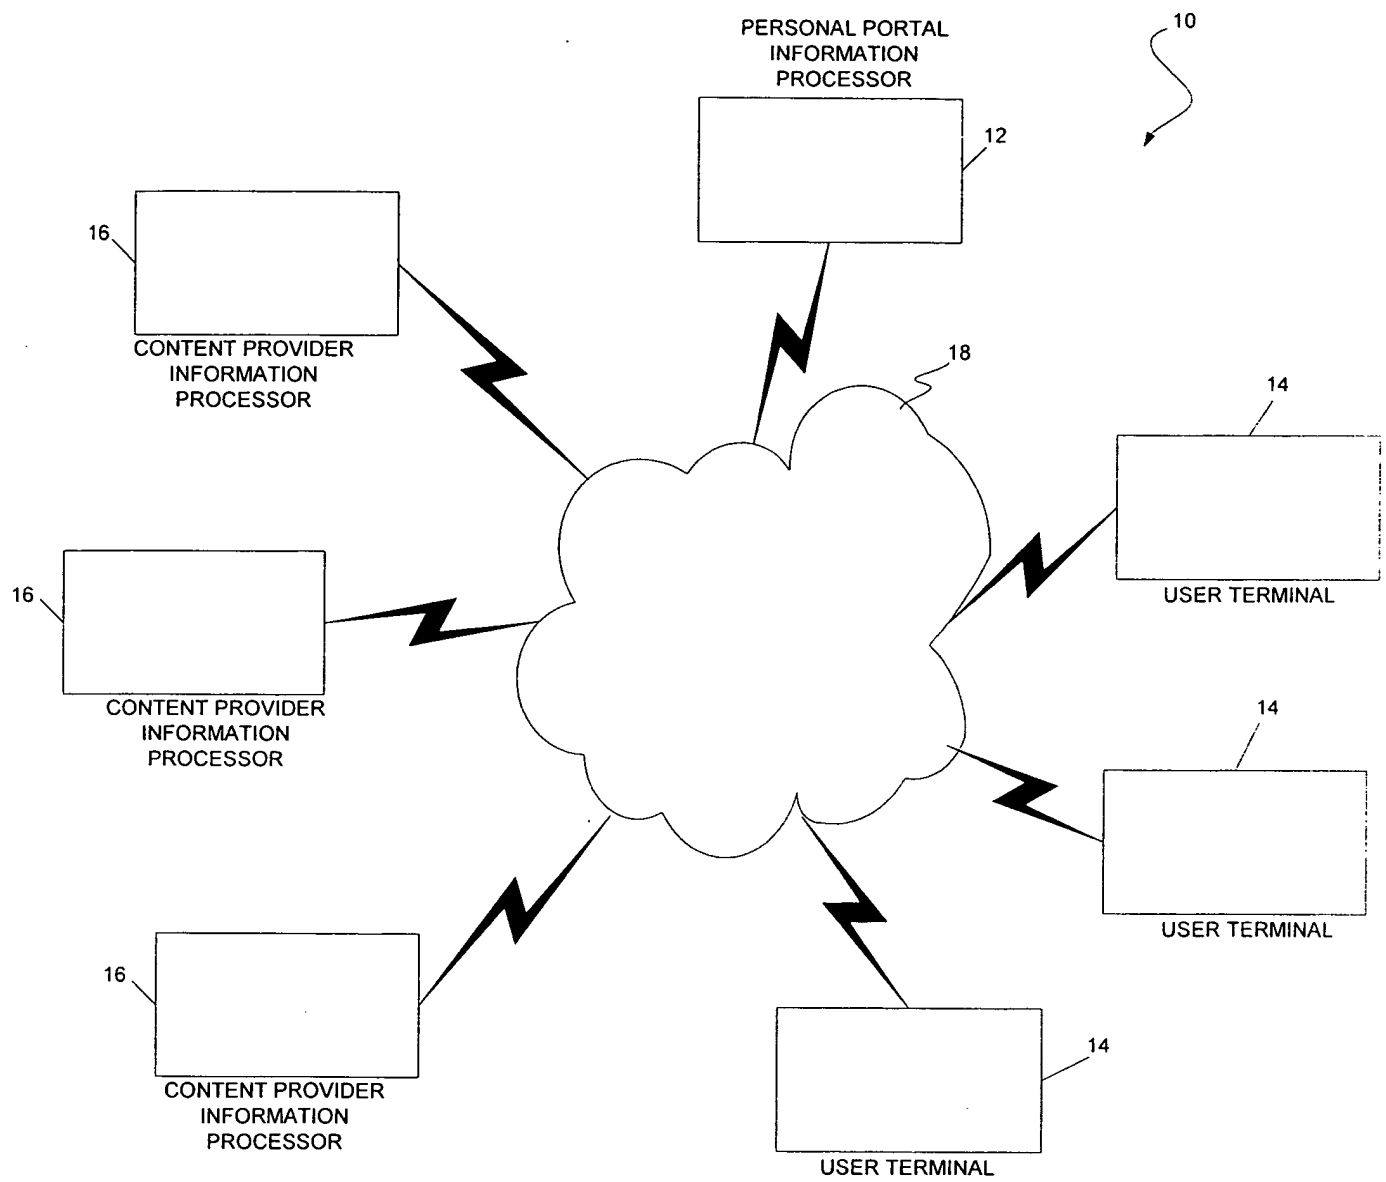 PERSONAL PORTAL
INFORMATION
PROCESSOR
10
12
16
CONTENT PROVIDER
INFORMATION
PROCESSOR
18
14
USER TERMINAL
16
CONTENT PROVIDER
INFORMATION
PROCESSOR
14
USER TERMINAL
16
CONTENT PROVIDER
INFORMATION
PROCESSOR
14
USER TERMINAL